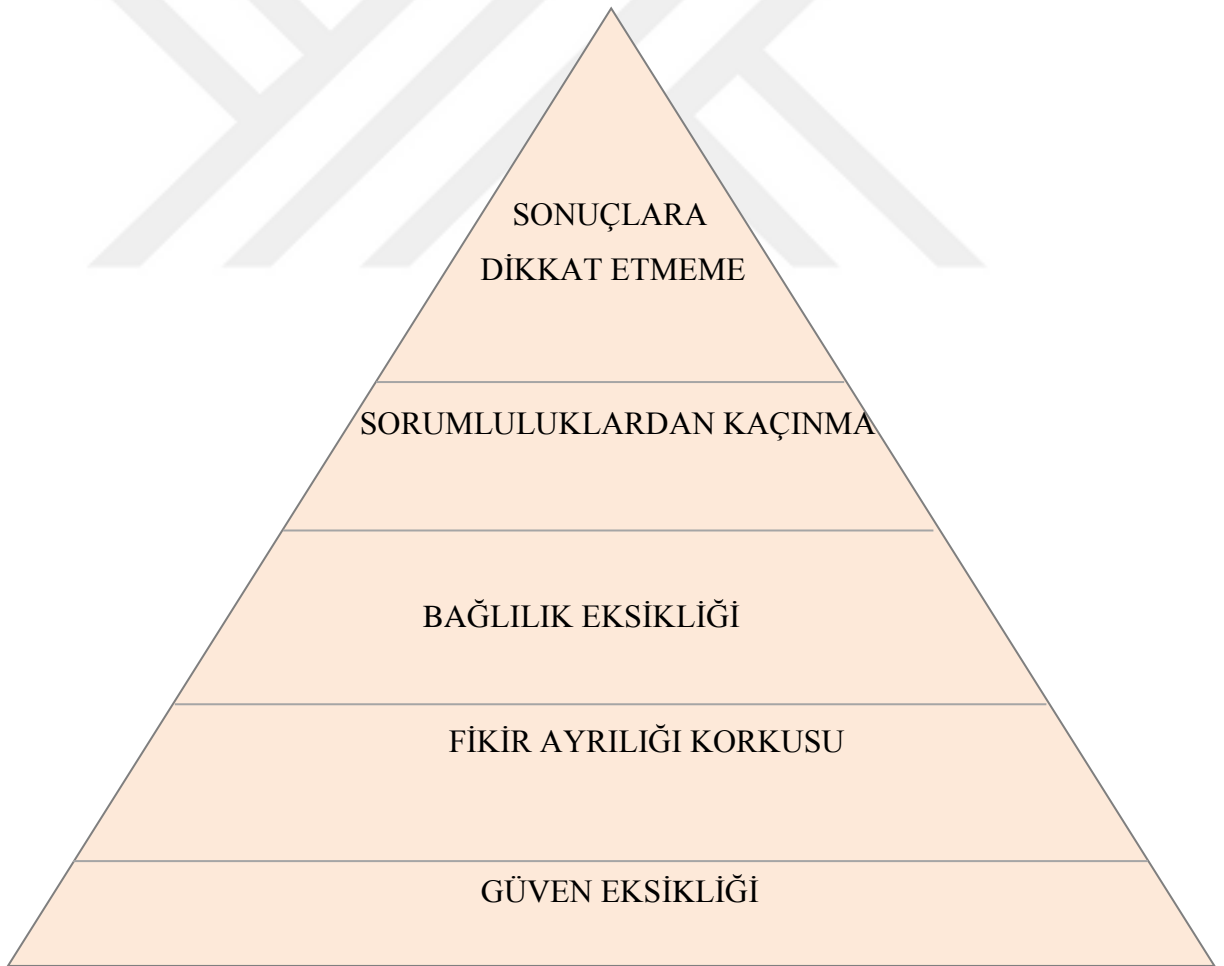 SONUÇLARA
DİKKAT ETMEME
SORUMLULUKLARDAN KAÇINMA
BAĞLILIK EKSİKLİĞİ
FİKİR AYRILIĞI KORKUSU
GÜVEN EKSİKLİĞİ